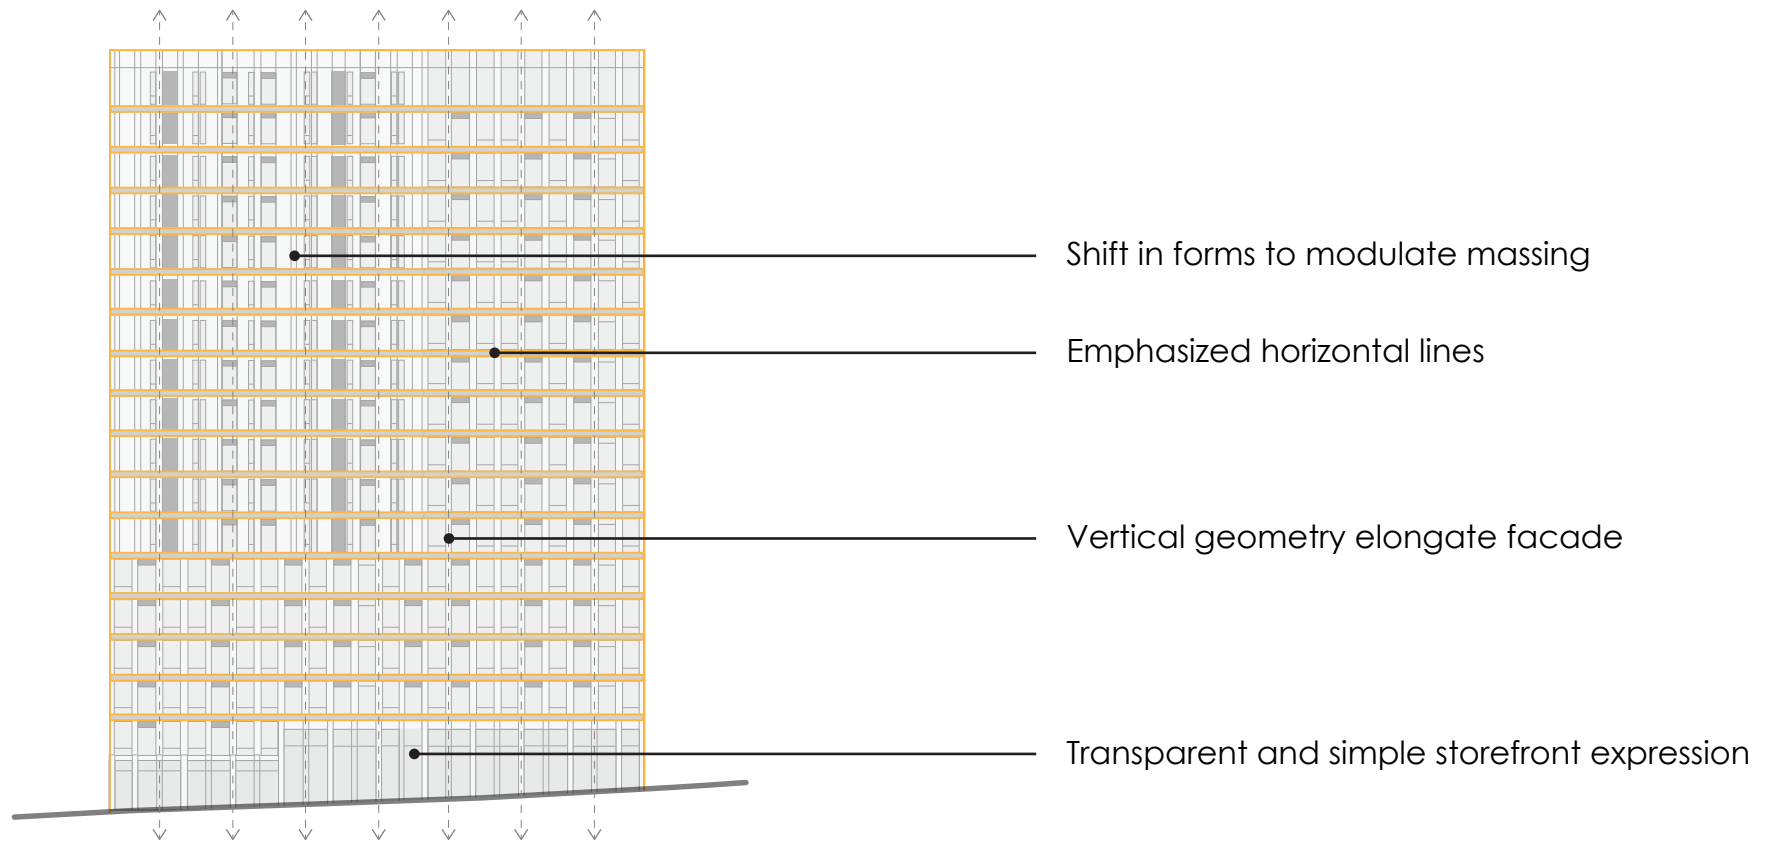 Shift in forms to modulate massing
Emphasized horizontal lines
Vertical geometry elongate facade
Transparent and simple storefront expression